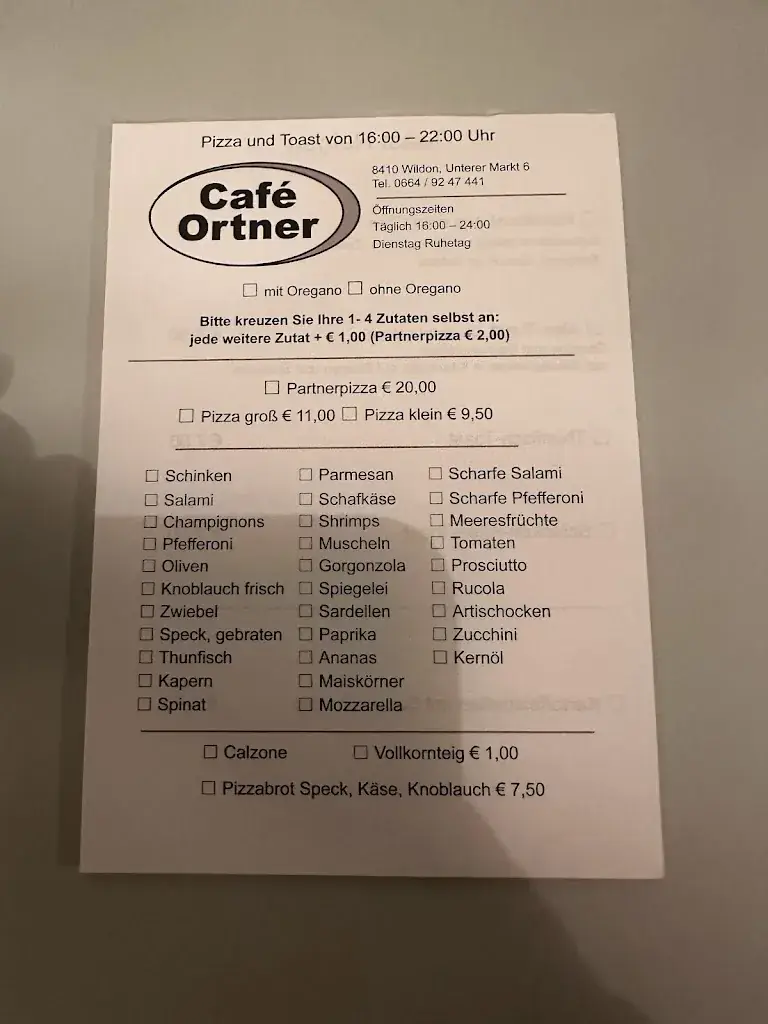 Pizza und Toast von 16:00 – 22:00 Uhr
Café
Ortner
8410 Wildon, Unterer Markt 6
Tel. 0664 / 92 47 441
Öffnungszeiten
Täglich 16:00 – 24:00
Dienstag Ruhetag
☐ mit Oregano ☐ ohne Oregano
Bitte kreuzen Sie Ihre 1- 4 Zutaten selbst an:
jede weitere Zutat + € 1,00 (Partnerpizza € 2,00)
☐ Partnerpizza € 20,00
☐ Pizza groß € 11,00 ☐ Pizza klein € 9,50
☐ Schinken ☐ Parmesan ☐ Scharfe Salami
☐ Salami ☐ Schafkäse ☐ Scharfe Pfefferoni
☐ Champignons ☐ Shrimps ☐ Meeresfrüchte
☐ Pfefferoni ☐ Muscheln ☐ Tomaten
☐ Oliven ☐ Gorgonzola ☐ Prosciutto
☐ Knoblauch frisch ☐ Spiegelei ☐ Rucola
☐ Zwiebel ☐ Sardellen ☐ Artischocken
☐ Speck, gebraten ☐ Paprika ☐ Zucchini
☐ Thunfisch ☐ Ananas ☐ Kernöl
☐ Kapern ☐ Maiskörner
☐ Spinat ☐ Mozzarella
☐ Calzone ☐ Vollkornteig € 1,00
☐ Pizzabrot Speck, Käse, Knoblauch € 7,50